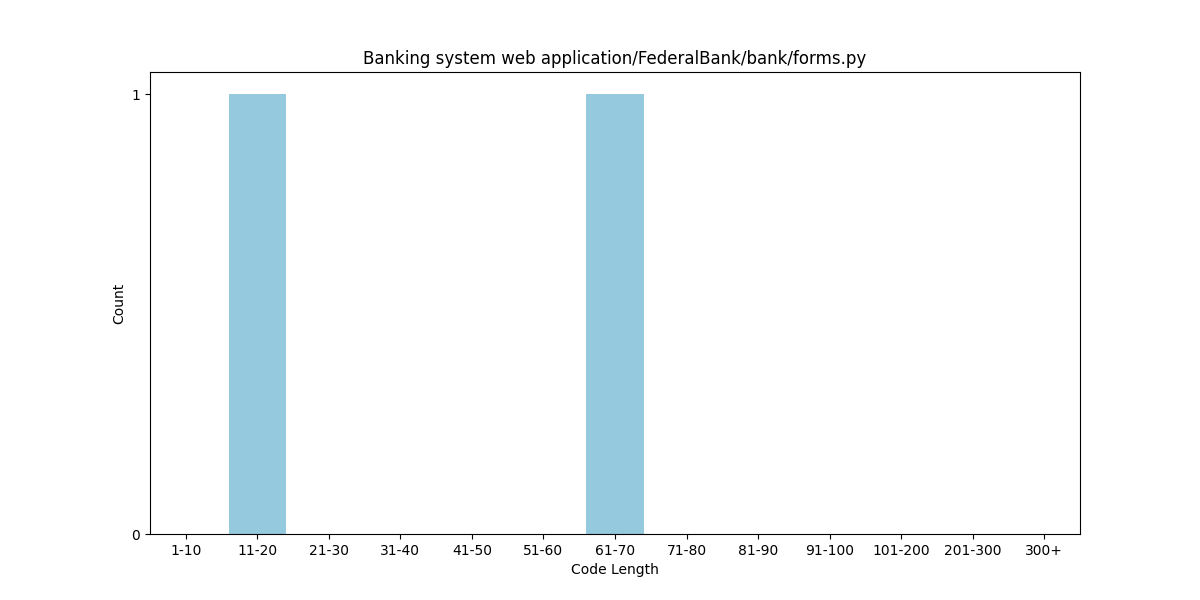 Banking system web application/FederalBank/bank/forms.py
1
Count
0
1-10 11-20 21-30 31-40 41-50 51-60 61-70 71-80 81-90 91-100 101-200 201-300 300+
Code Length